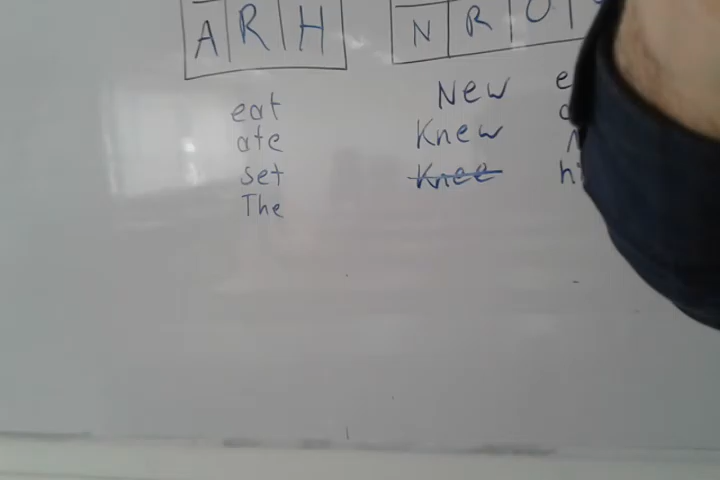 A R H
N R O
eat
ate
set
The
New
Knew
Knee